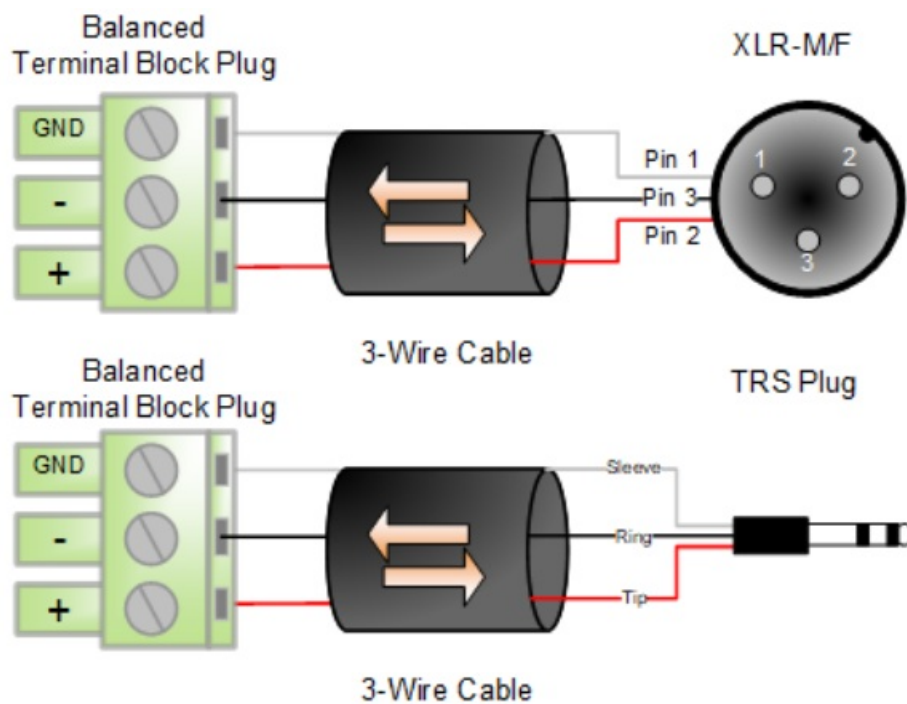 Balanced
Terminal Block Plug
XLR-M/F
GND
-
+
Pin 1
Pin 3
Pin 2
1
2
3
3-Wire Cable
Balanced
Terminal Block Plug
TRS Plug
GND
-
+
Sleeve
Ring
Tip
3-Wire Cable